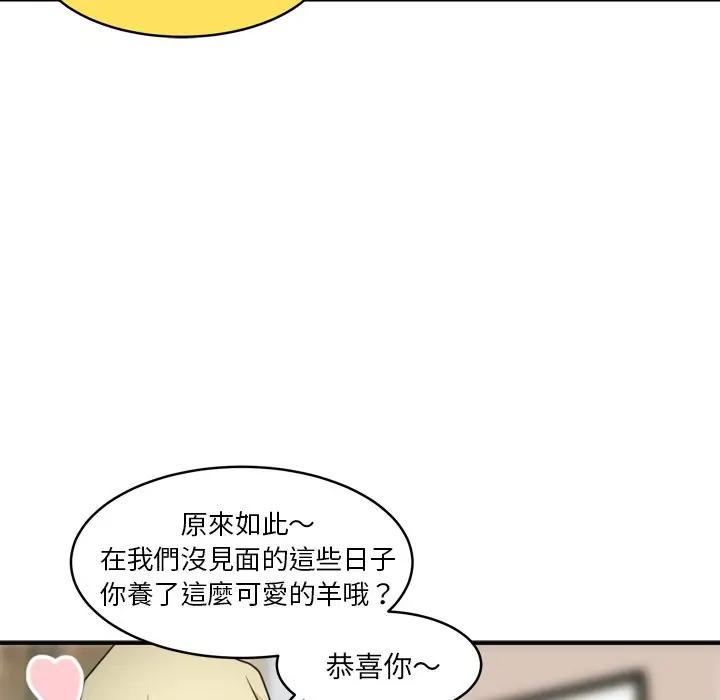 原來如此～
在我們沒見面的這些日子
你養了這麼可愛的羊哦？
恭喜你～